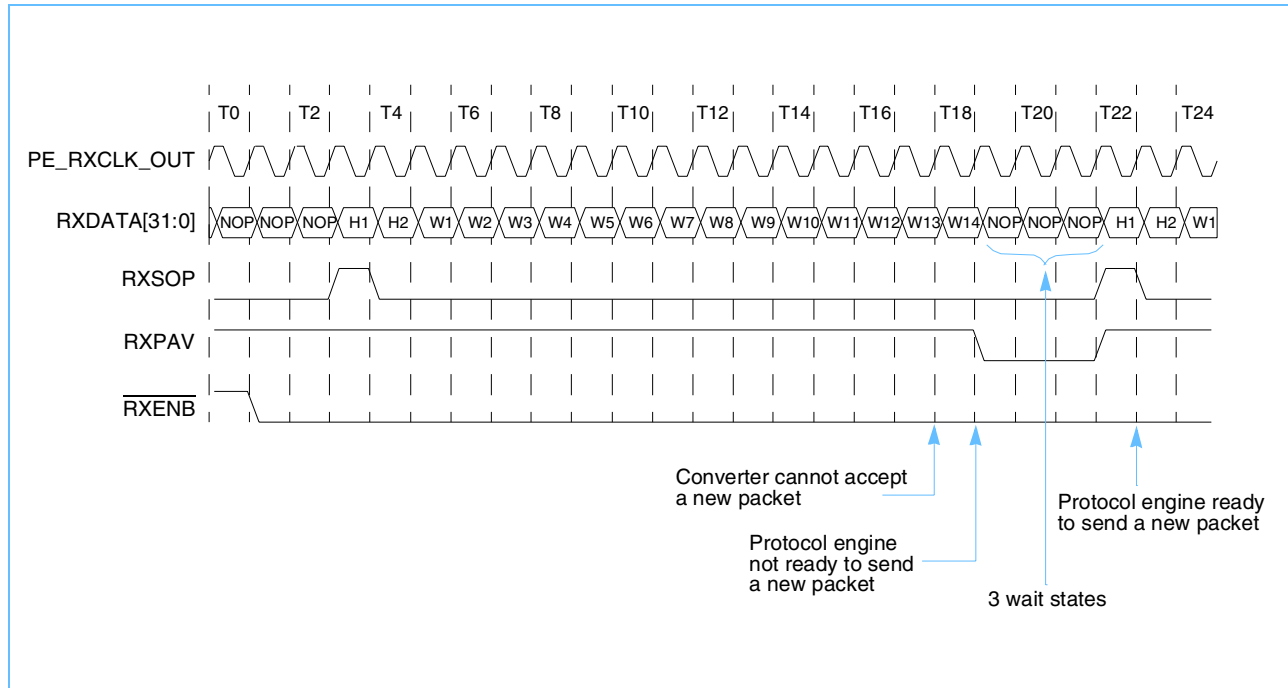 T0 T2 T4 T6 T8 T10 T12 T14 T16 T18 T20 T22 T24
PE_RXCLK_OUT
RXDATA[31:0] NOP NOP NOP H1 H2 W1 W2 W3 W4 W5 W6 W7 W8 W9 W10 W11 W12 W13 W14 NOP NOP NOP H1 H2 W1
RXSOP
RXPAV
RXENB
Converter cannot accept
a new packet
Protocol engine
not ready to send
a new packet
3 wait states
Protocol engine ready
to send a new packet